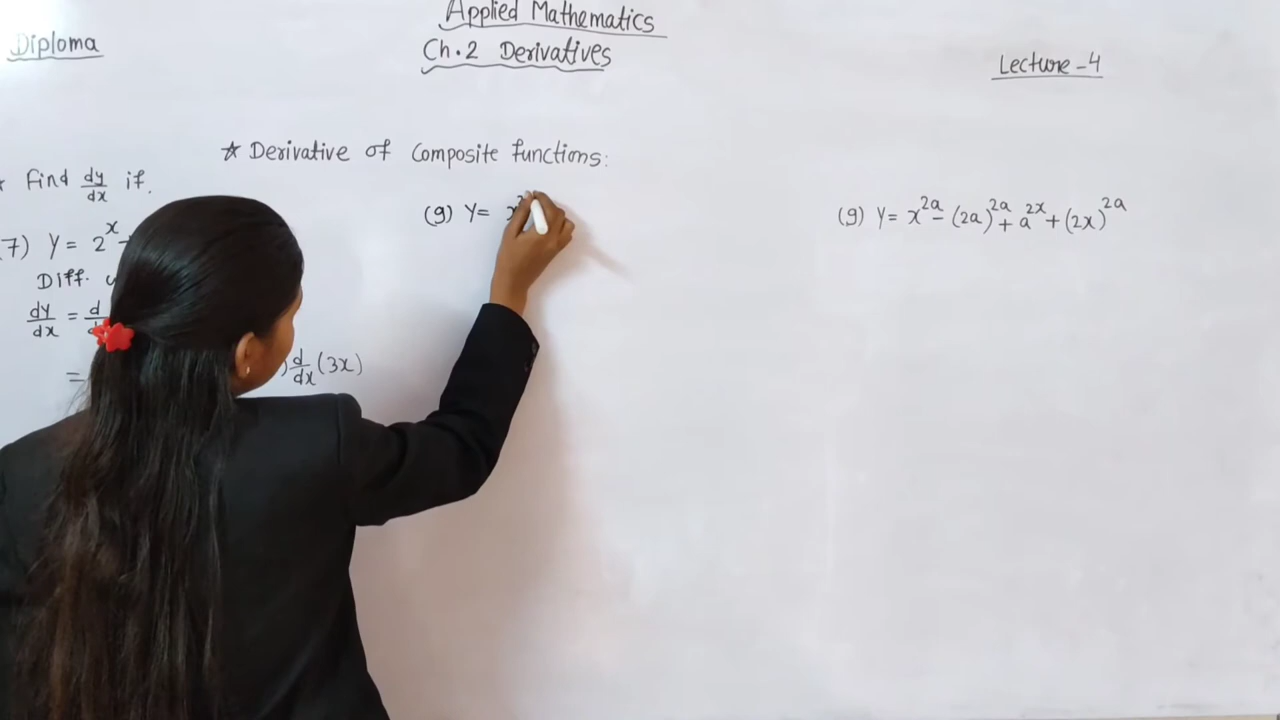 Applied Mathematics
Diploma
Ch.2 Derivatives
Lecture-4
☆ Derivative of Composite functions:
Find dy/dx if.
(7) Y= 2^x -
Diff.
dy/dx = d/
= ) d/dx (3x)
(9) Y= x
(9) Y= x^2a - (2a)^2a + a^2x + (2x)^2a